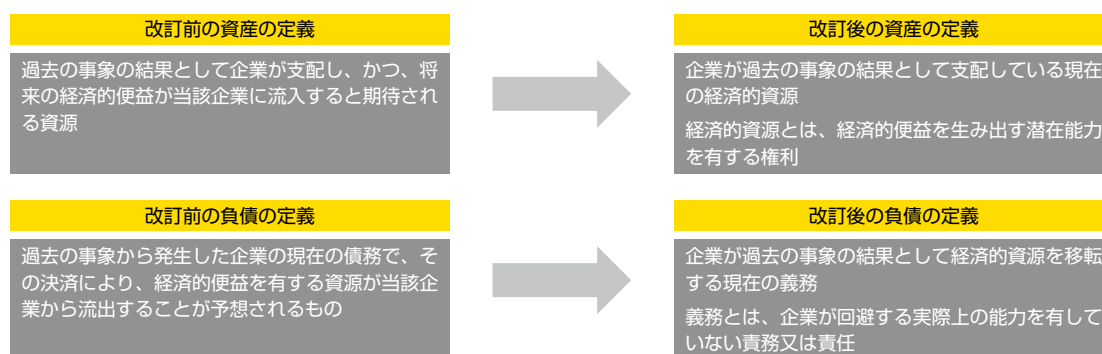 改訂前の資産の定義
過去の事象の結果として企業が支配し、かつ、将
来の経済的便益が当該企業に流入すると期待され
る資源
改訂後の資産の定義
企業が過去の事象の結果として支配している現在
の経済的資源
経済的資源とは、経済的便益を生み出す潜在能力
を有する権利
改訂前の負債の定義
過去の事象から発生した企業の現在の債務で、そ
の決済により、経済的便益を有する資源が当該企
業から流出することが予想されるもの
改訂後の負債の定義
企業が過去の事象の結果として経済的資源を移転
する現在の義務
義務とは、企業が回避する実際上の能力を有して
いない責務又は責任